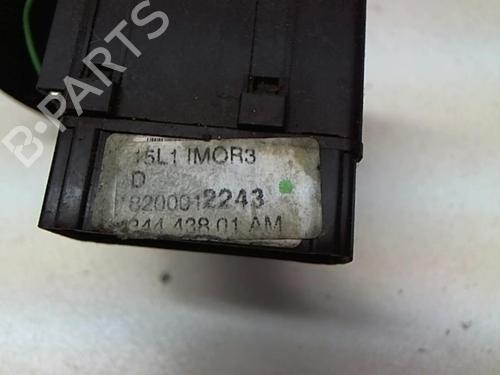 B-PARTS
15L1 IMOR3
D
8200012243
244.438.01 AM